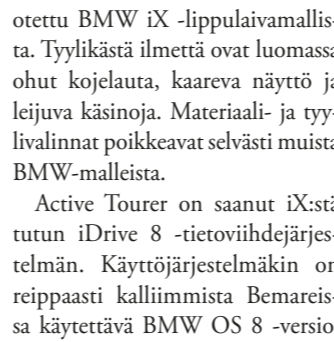 otettu BMW iX -lippulaivamallis-
ta. Tyylikästä ilmettä ovat luomassa
ohut kojelauta, kaareva näyttö ja
leijuva käsinoja. Materiaali- ja tyy-
livalinnat poikkeavat selvästi muista
BMW-malleista.
Active Tourer on saanut iX:stä
tutun iDrive 8 -tietoviihdejärjes-
telmän. Käyttöjärjestelmäkin on
reippaasti kalliimmista Bemareis-
sa käytettävä BMW OS 8 -versio